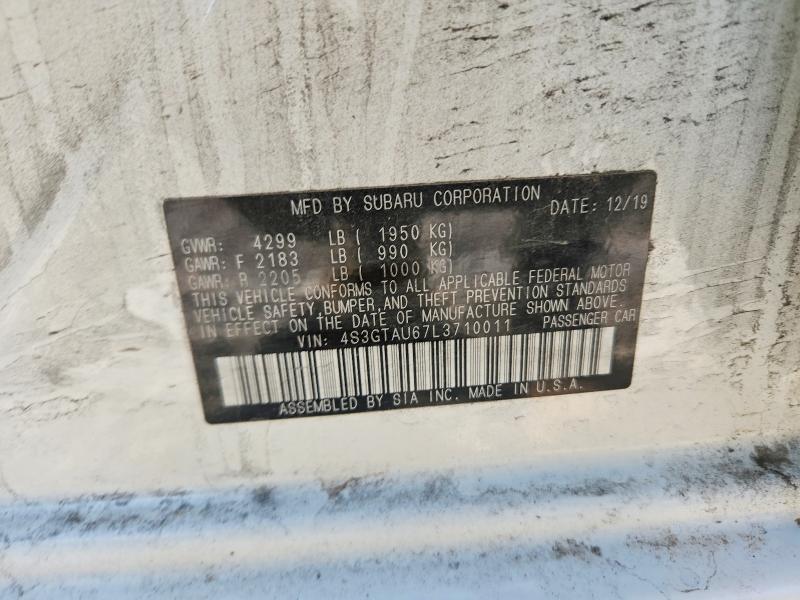 MFD BY SUBARU CORPORATION DATE: 12/19
GVWR: 4299 LB ( 1950 KG)
GAWR: F 2183 LB ( 990 KG)
GAWR: R 2205 LB ( 1000 KG)
THIS VEHICLE CONFORMS TO ALL APPLICABLE FEDERAL MOTOR
VEHICLE SAFETY, BUMPER, AND THEFT PREVENTION STANDARDS
IN EFFECT ON THE DATE OF MANUFACTURE SHOWN ABOVE.
VIN: 4S3GTAU67L3710011 PASSENGER CAR
ASSEMBLED BY SIA INC. MADE IN U.S.A.